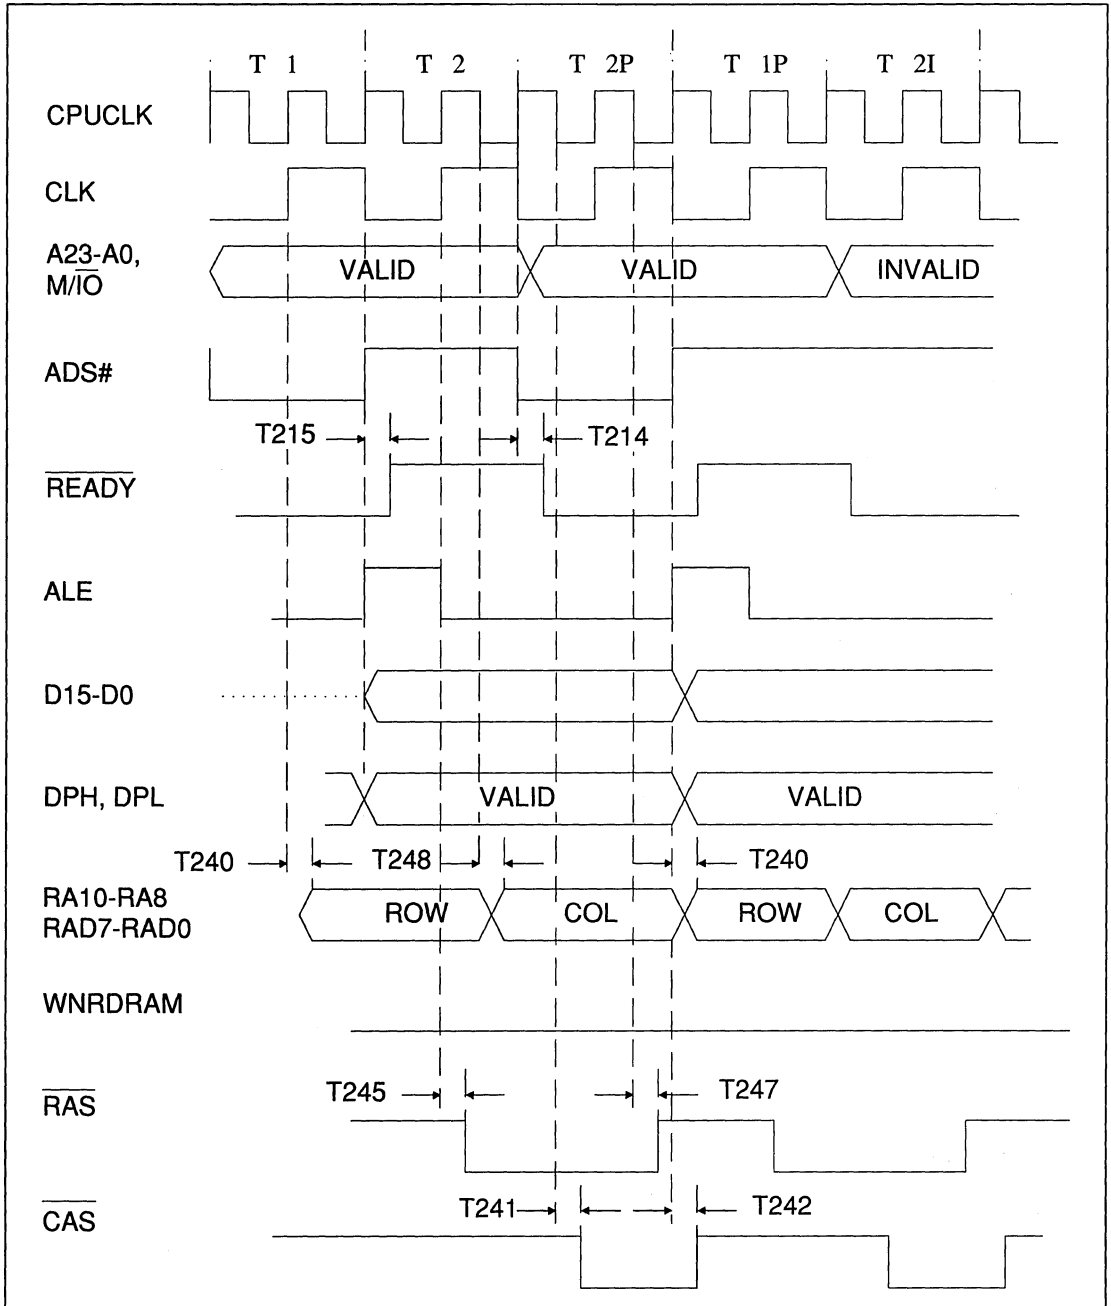 T 1 T 2 T 2P T 1P T 2I
CPUCLK
CLK
A23-A0,
M/IO VALID VALID INVALID
ADS#
T215 T214
READY
ALE
D15-D0
DPH, DPL VALID VALID
T240 T248 T240
RA10-RA8
RAD7-RAD0 ROW COL ROW COL
WNRDRAM
T245 T247
RAS
T241 T242
CAS